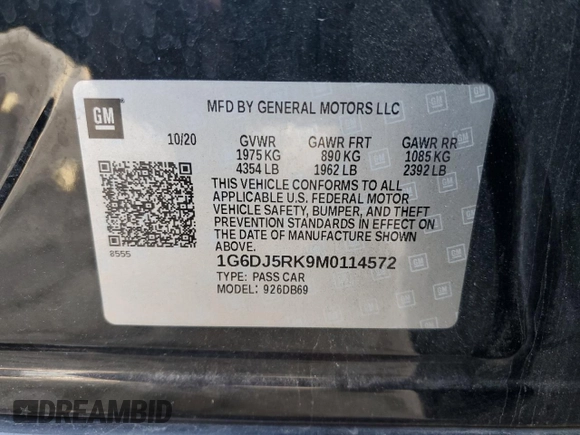 GM
MFD BY GENERAL MOTORS LLC
10/20 GVWR GAWR FRT GAWR RR
1975 KG 890 KG 1085 KG
4354 LB 1962 LB 2392 LB
THIS VEHICLE CONFORMS TO ALL
APPLICABLE U.S. FEDERAL MOTOR
VEHICLE SAFETY, BUMPER, AND THEFT
PREVENTION STANDARDS IN EFFECT ON
THE DATE OF MANUFACTURE SHOWN
ABOVE.
8555
1G6DJ5RK9M0114572
TYPE: PASS CAR
MODEL: 926DB69
DREAMBID